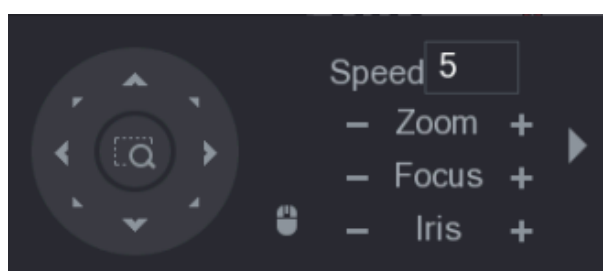 Speed 5
− Zoom +
− Focus +
− Iris +